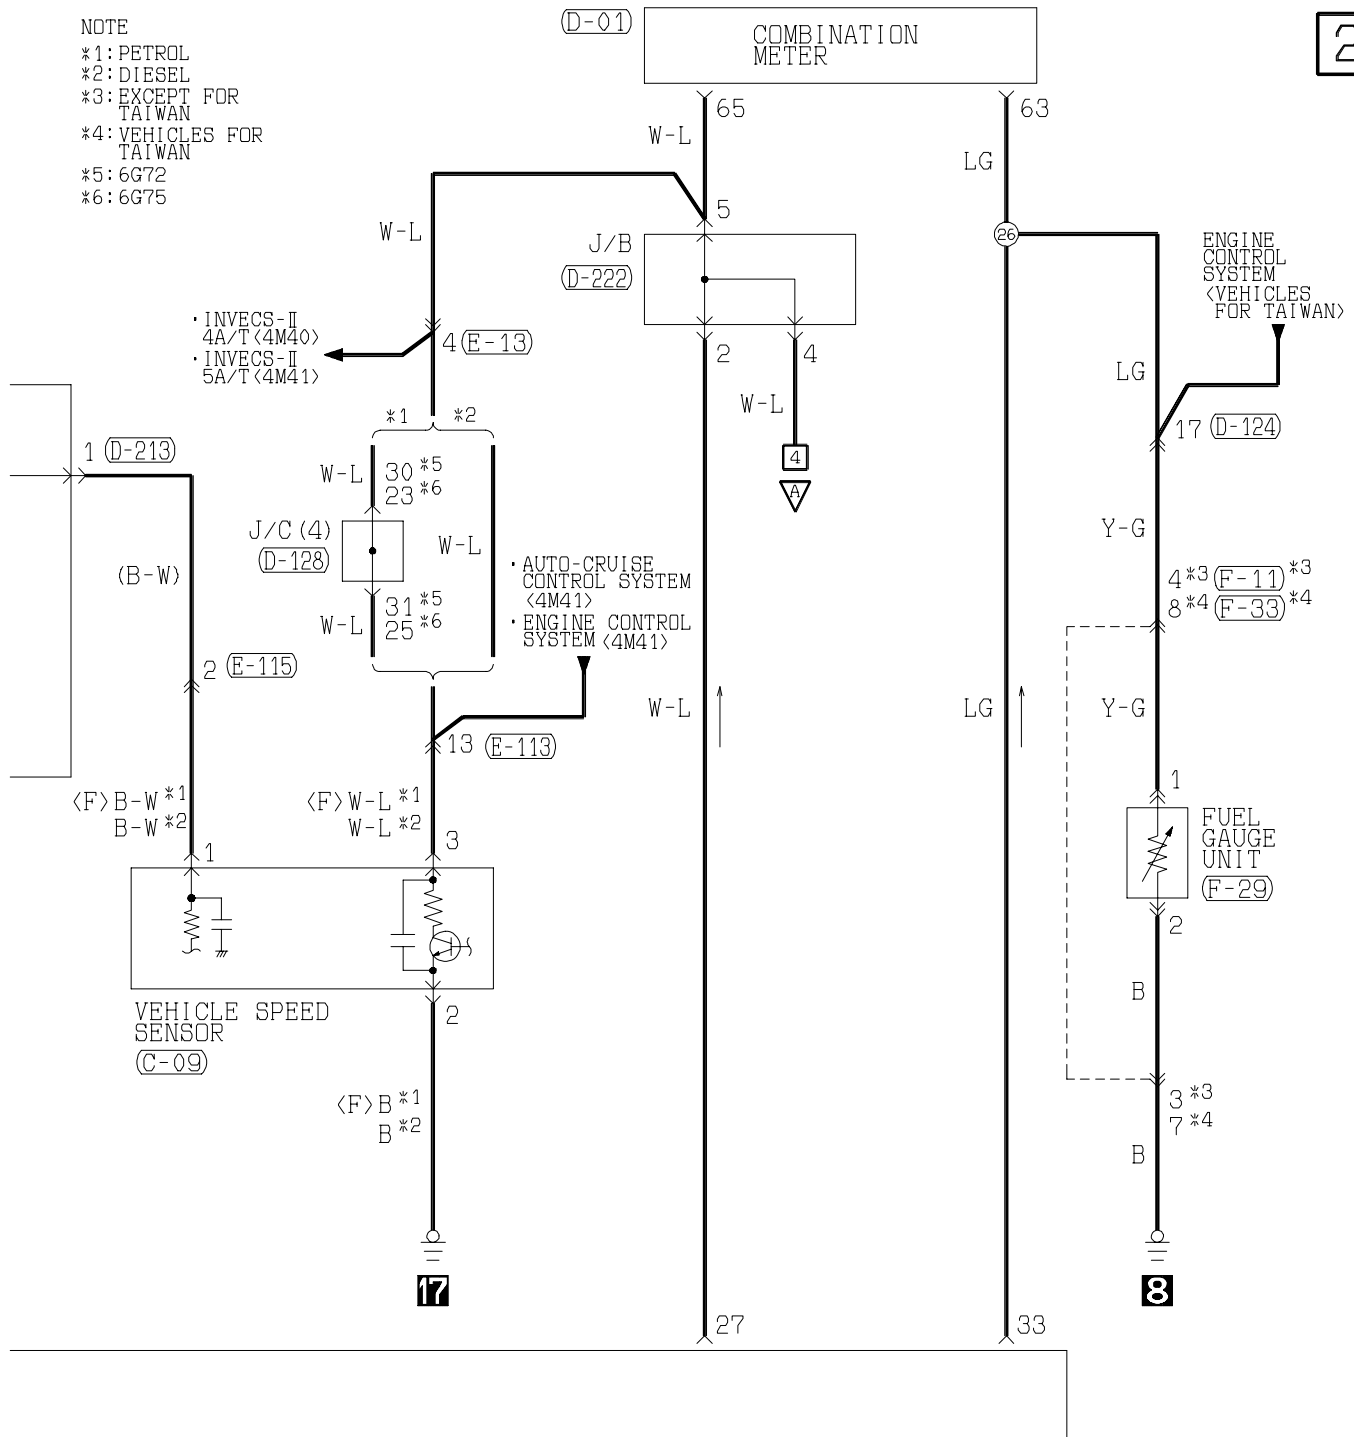 NOTE
*1:PETROL
*2:DIESEL
*3:EXCEPT FOR
TAIWAN
*4:VEHICLES FOR
TAIWAN
*5:6G72
*6:6G75
D-01
COMBINATION
METER
2
65
63
W-L
LG
5
W-L
J/B
D-222
26
ENGINE
CONTROL
SYSTEM
<VEHICLES
FOR TAIWAN>
·INVECS-II
4A/T<4M40>
·INVECS-II
5A/T<4M41>
4
E-13
2
4
LG
W-L
*1
*2
17
D-124
1
D-213
4
A
W-L
30*5
23*6
J/C(4)
D-128
W-L
Y-G
(B-W)
·AUTO-CRUISE
CONTROL SYSTEM
<4M41>
·ENGINE CONTROL
SYSTEM<4M41>
4*3
F-11
*3
8*4
F-33
*4
W-L
31*5
25*6
2
E-115
W-L
LG
Y-G
13
E-113
<F>B-W*1
B-W*2
<F>W-L*1
W-L*2
1
1
3
FUEL
GAUGE
UNIT
F-29
2
VEHICLE SPEED
SENSOR
C-09
2
B
<F>B*1
B*2
3*3
7*4
B
17
8
27
33